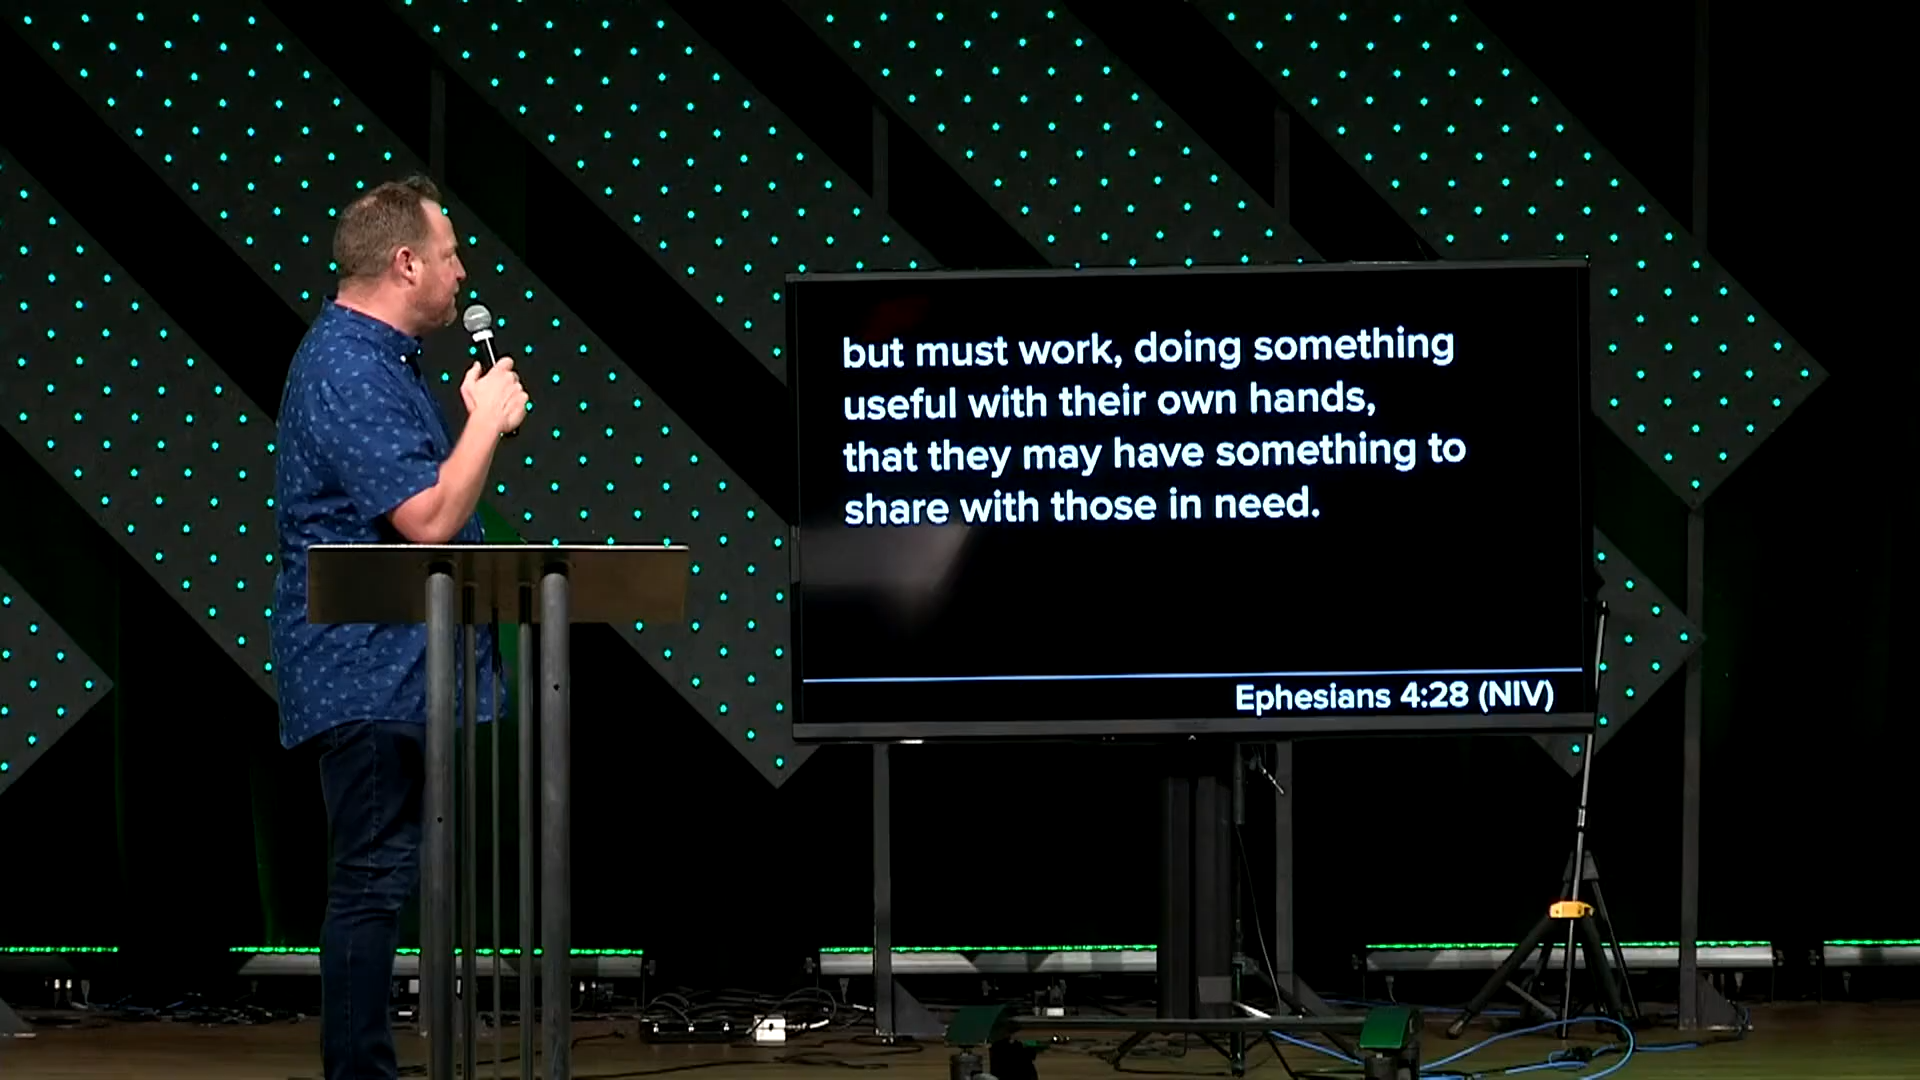 but must work, doing something
useful with their own hands,
that they may have something to
share with those in need.
Ephesians 4:28 (NIV)